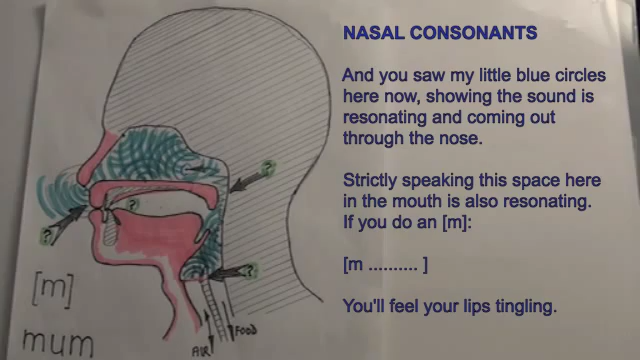 NASAL CONSONANTS
And you saw my little blue circles
here now, showing the sound is
resonating and coming out
through the nose.
Strictly speaking this space here
in the mouth is also resonating.
If you do an [m]:
[m .......... ]
You'll feel your lips tingling.
?
?
?
?
[m]
mum
AIR
FOOD